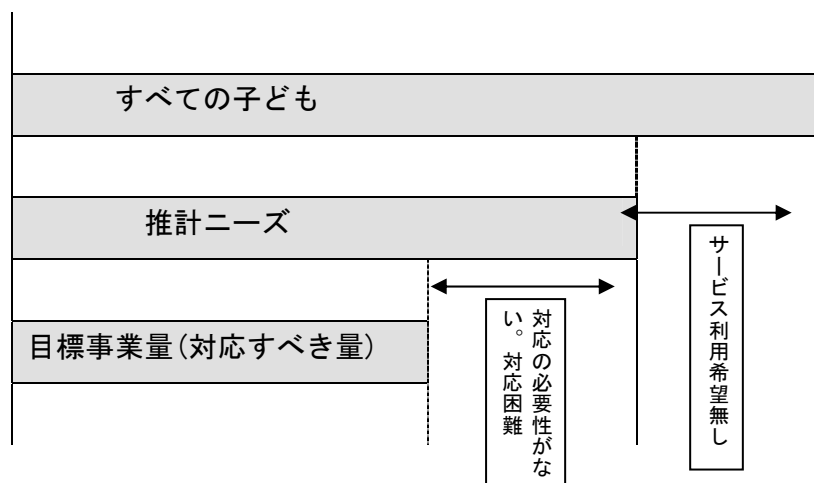 すべての子ども
推計ニーズ
目標事業量(対応すべき量)
対応の必要性がな
い。対応困難
サービス利用希望無し